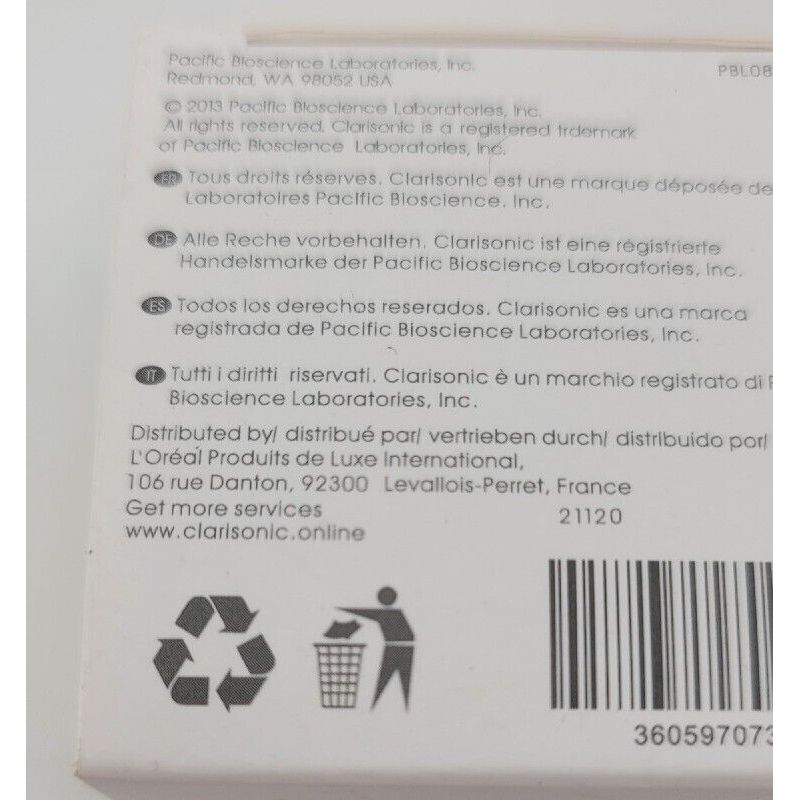 Pacific Bioscience Laboratories, Inc.
Redmond, WA 98052 USA
PBL08
© 2013 Pacific Bioscience Laboratories, Inc.
All rights reserved. Clarisonic is a registered trdemark
of Pacific Bioscience Laboratories, Inc.
FR Tous droits réserves. Clarisonic est une marque déposée de
Laboratoires Pacific Bioscience. Inc.
DE Alle Reche vorbehalten. Clarisonic ist eine régistrierte
Handelsmarke der Pacific Bioscience Laboratories, Inc.
ES Todos los derechos reserados. Clarisonic es una marca
registrada de Pacific Bioscience Laboratories, Inc.
IT Tutti i diritti riservati. Clarisonic è un marchio registrato di P
Bioscience Laboratories, Inc.
Distributed by/ distribué par/ vertrieben durch/ distribuido por/
L'Oréal Produits de Luxe International,
106 rue Danton, 92300 Levallois-Perret, France
Get more services
21120
www.clarisonic.online
360597073